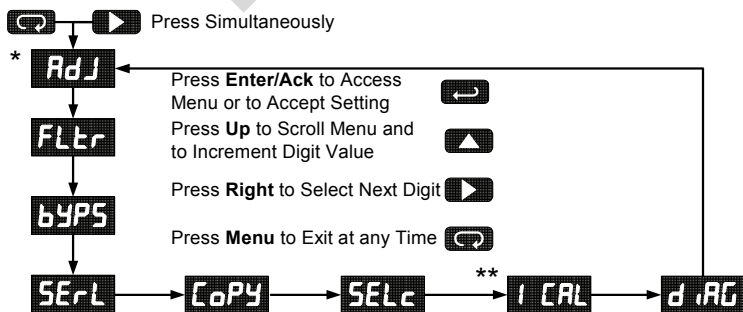 Press Simultaneously
*
AdJ
Press Enter/Ack to Access
Menu or to Accept Setting
FLtr
Press Up to Scroll Menu and
to Increment Digit Value
Press Right to Select Next Digit
bYPS
Press Menu to Exit at any Time
**
SErL
CoPY
SELc
I CAL
diAG